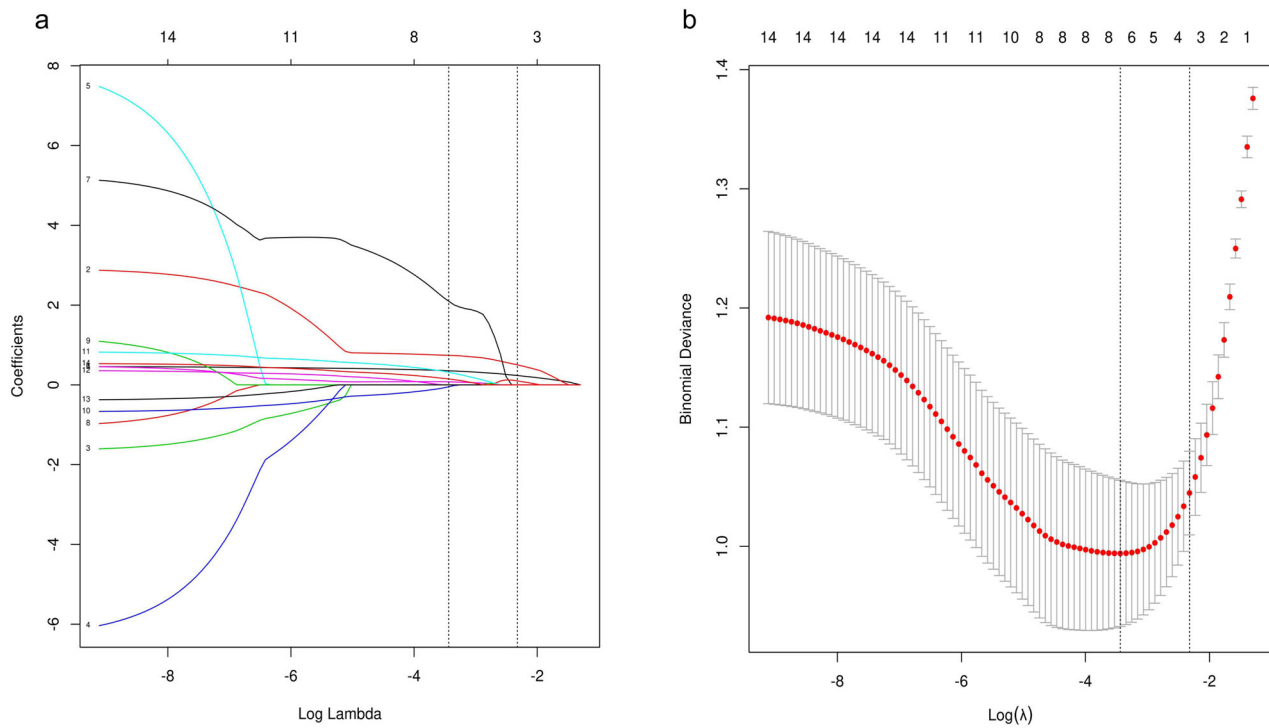 a
14 11 8 3
8
6
4
2
0
-2
-4
-6
Coefficients
5
7
2
9
11
12
13
10
8
3
4
-8 -6 -4 -2
Log Lambda
b
14 14 14 14 14 11 11 10 8 8 8 8 6 5 4 3 2 1
1.4
1.3
1.2
1.1
1.0
Binomial Deviance
-8 -6 -4 -2
Log(λ)